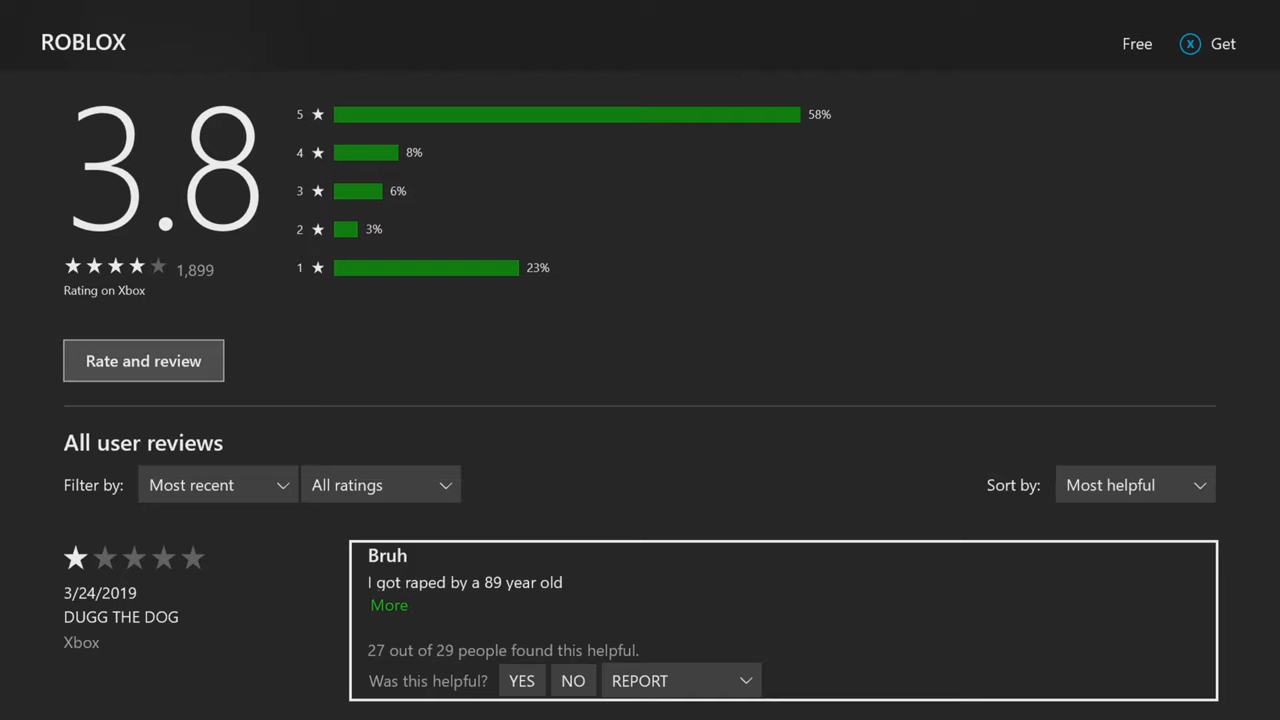 ROBLOX
Free X Get
3.8
5 ★ 58%
4 ★ 8%
3 ★ 6%
2 ★ 3%
1 ★ 23%
★★★★★ 1,899
Rating on Xbox
Rate and review
All user reviews
Filter by: Most recent All ratings Sort by: Most helpful
★★★★★
3/24/2019
DUGG THE DOG
Xbox
Bruh
I got raped by a 89 year old
More
27 out of 29 people found this helpful.
Was this helpful? YES NO REPORT